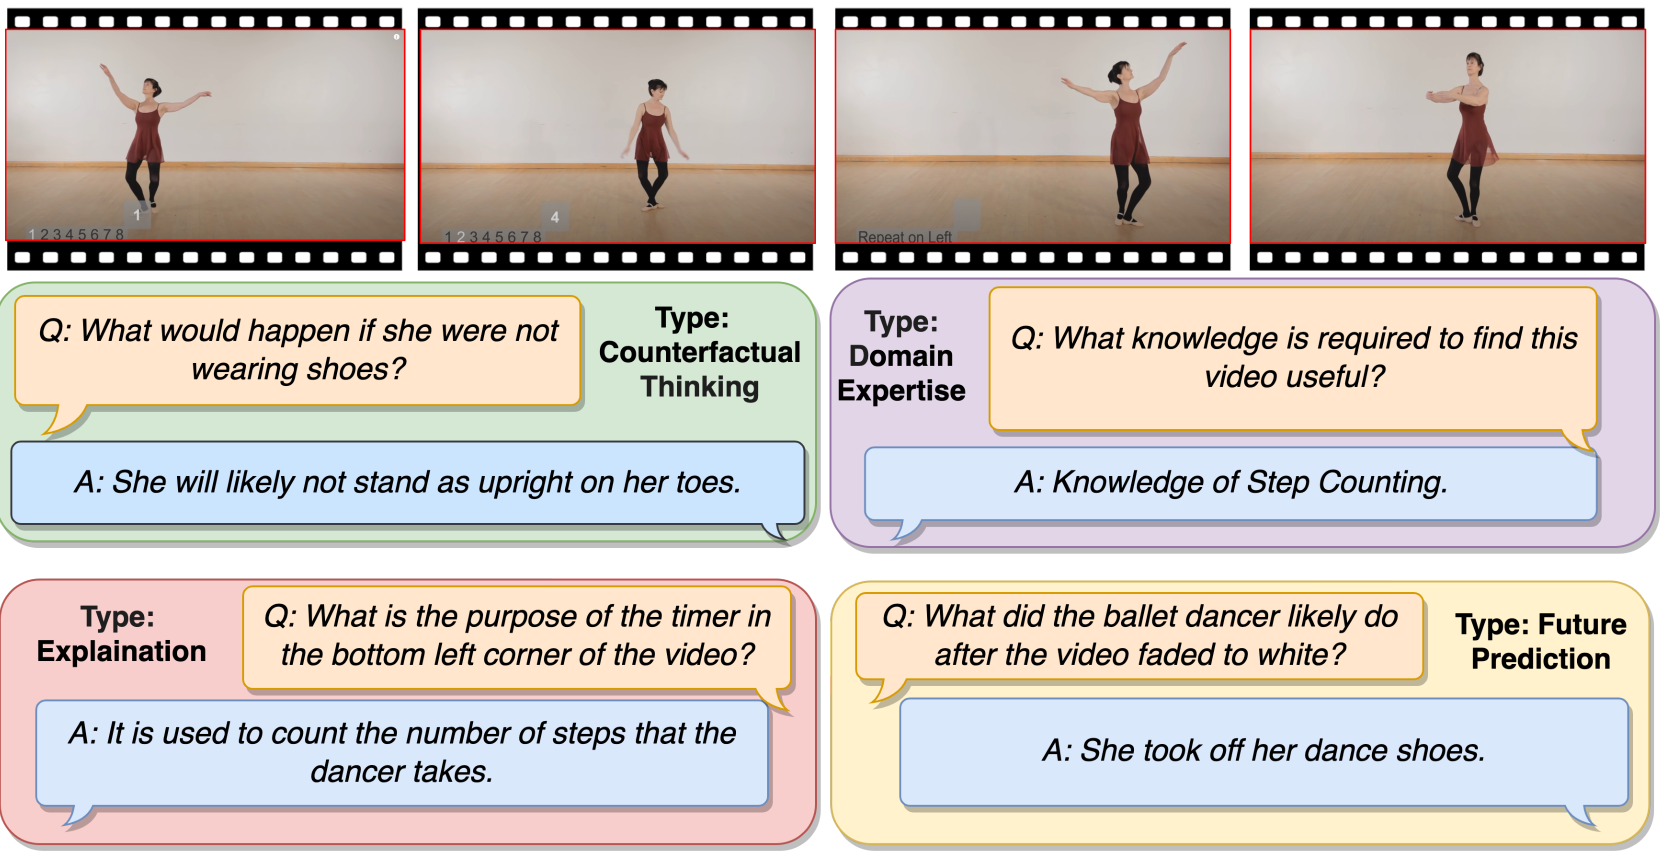 1
1 2 3 4 5 6 7 8
4
1 2 3 4 5 6 7 8
Repeat on Left
Q: What would happen if she were not
wearing shoes?
Type:
Counterfactual
Thinking
A: She will likely not stand as upright on her toes.
Type:
Domain
Expertise
Q: What knowledge is required to find this
video useful?
A: Knowledge of Step Counting.
Type:
Explaination
Q: What is the purpose of the timer in
the bottom left corner of the video?
A: It is used to count the number of steps that the
dancer takes.
Q: What did the ballet dancer likely do
after the video faded to white?
Type: Future
Prediction
A: She took off her dance shoes.